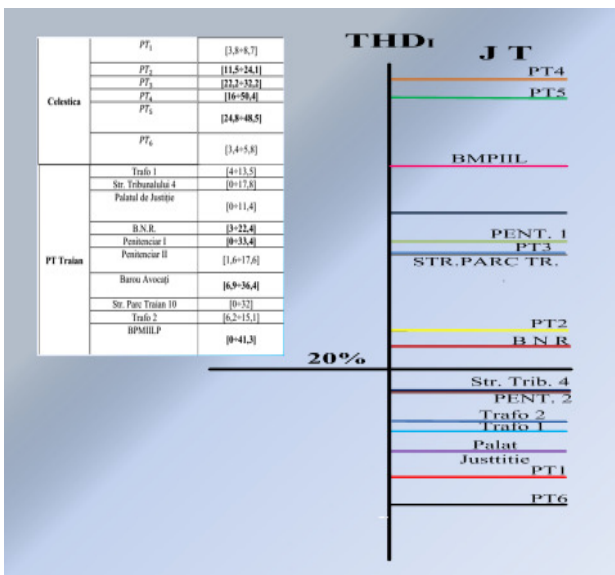 Celestica
PT1 [3,8÷8,7]
PT2 [11,5÷24,1]
PT3 [22,2÷32,2]
PT4 [16÷50,4]
PT5 [24,8÷48,5]
PT6 [3,4÷5,8]
PT Traian
Trafo 1 [4÷13,5]
Str. Tribunalului 4 [0÷17,8]
Palatul de Justiție [0÷11,4]
B.N.R. [3÷22,4]
Penitenciar I [0÷33,4]
Penitenciar II [1,6÷17,6]
Barou Avocați [6,9÷36,4]
Str. Parc Traian 10 [0÷32]
Trafo 2 [6,2÷15,1]
BPMIILP [0÷41,3]
THDI JT
PT4
PT5
BMPIIL
PENT. 1
PT3
STR.PARC TR.
PT2
B N R
20%
Str. Trib. 4
PENT. 2
Trafo 2
Trafo 1
Palat
Justtitie
PT1
PT6